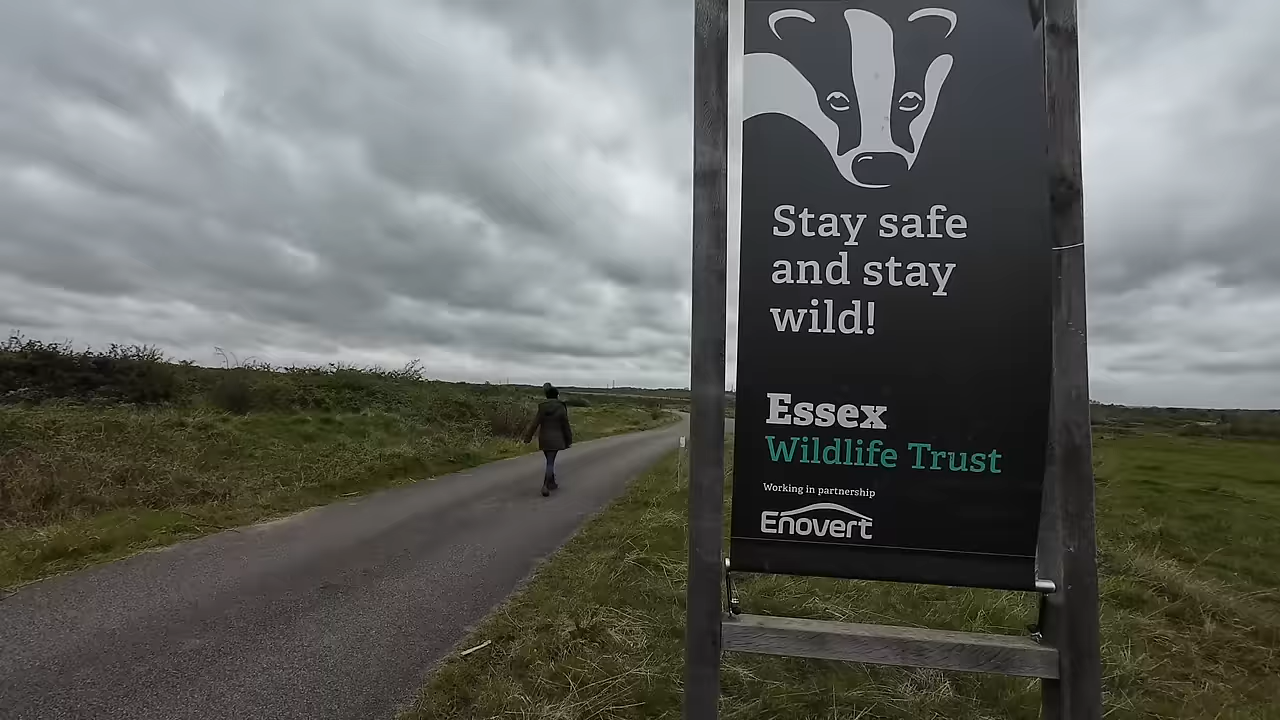 Stay safe
and stay
wild!
Essex
Wildlife Trust
Working in partnership
Enovert